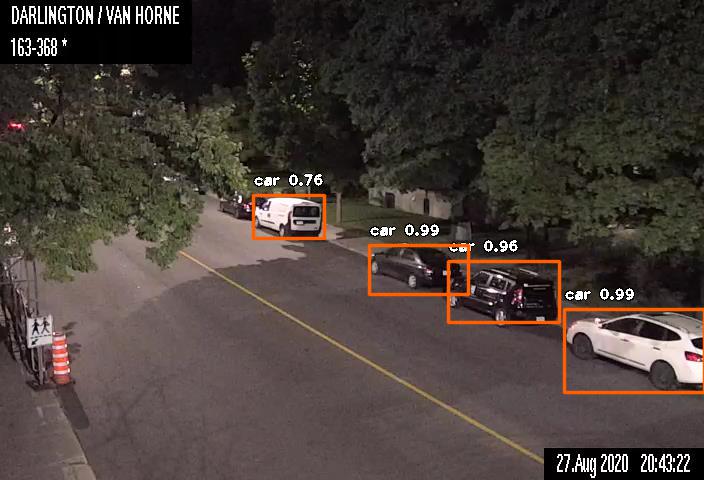 DARLINGTON / VAN HORNE
163-368 *
car 0.76
car 0.99
car 0.96
car 0.99
27.Aug 2020 20:43:22